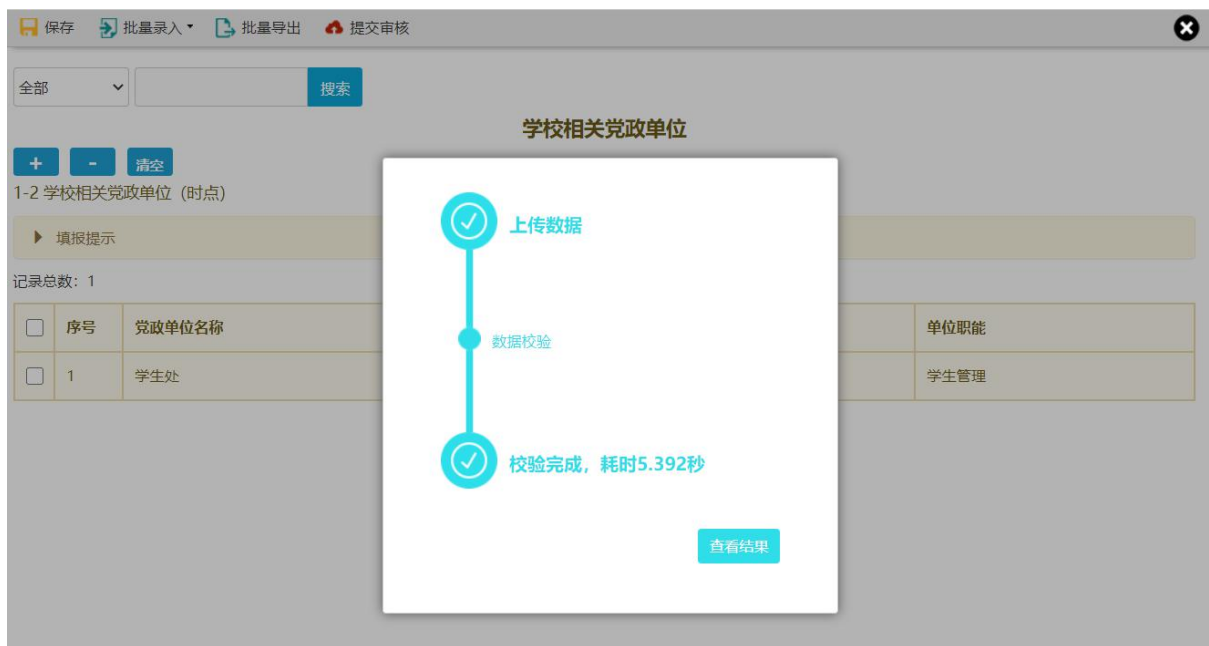 保存 批量录入 批量导出 提交审核
全部 搜索
学校相关党政单位
+ - 清空
1-2 学校相关党政单位（时点）
填报提示
记录总数：1
序号 党政单位名称 单位职能
1 学生处 学生管理
上传数据
数据校验
校验完成，耗时5.392秒
查看结果